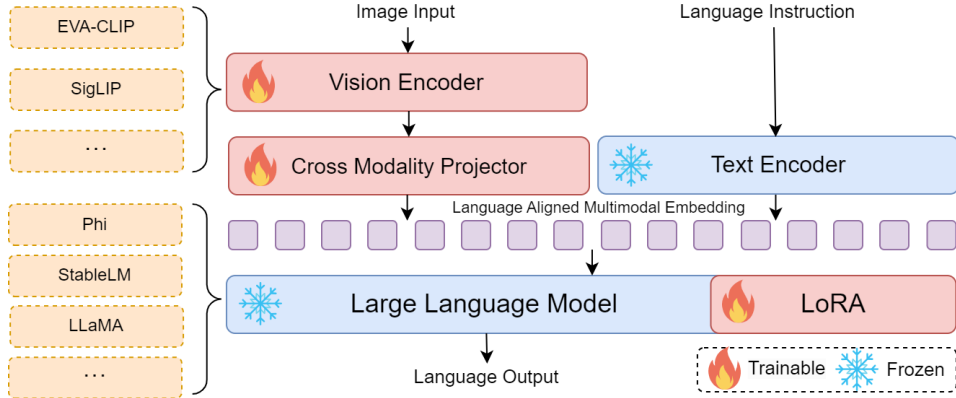 Image Input
Language Instruction
EVA-CLIP
SigLIP
...
Vision Encoder
Cross Modality Projector
Text Encoder
Language Aligned Multimodal Embedding
Phi
StableLM
LLaMA
...
Large Language Model
LoRA
Language Output
Trainable
Frozen